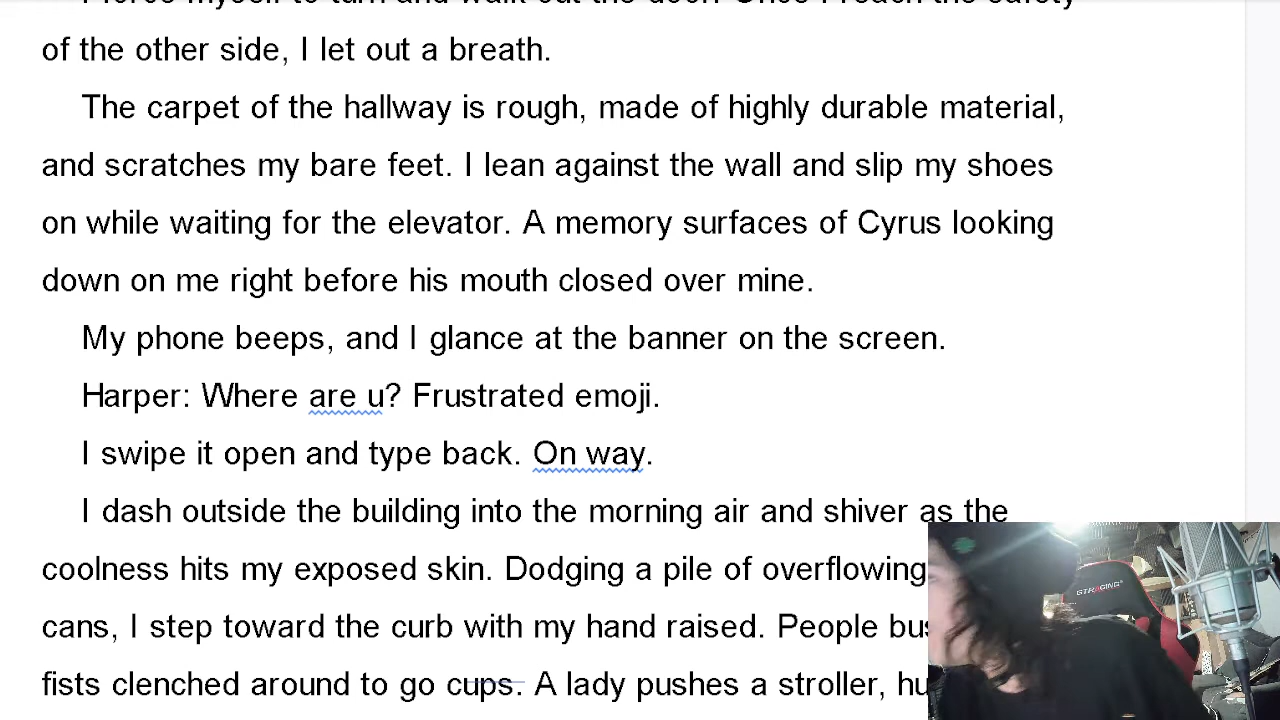 of the other side, I let out a breath.
The carpet of the hallway is rough, made of highly durable material,
and scratches my bare feet. I lean against the wall and slip my shoes
on while waiting for the elevator. A memory surfaces of Cyrus looking
down on me right before his mouth closed over mine.
My phone beeps, and I glance at the banner on the screen.
Harper: Where are u? Frustrated emoji.
I swipe it open and type back. On way.
I dash outside the building into the morning air and shiver as the
coolness hits my exposed skin. Dodging a pile of overflowing
cans, I step toward the curb with my hand raised. People
fists clenched around to go cups. A lady pushes a stroller,
GTRACING